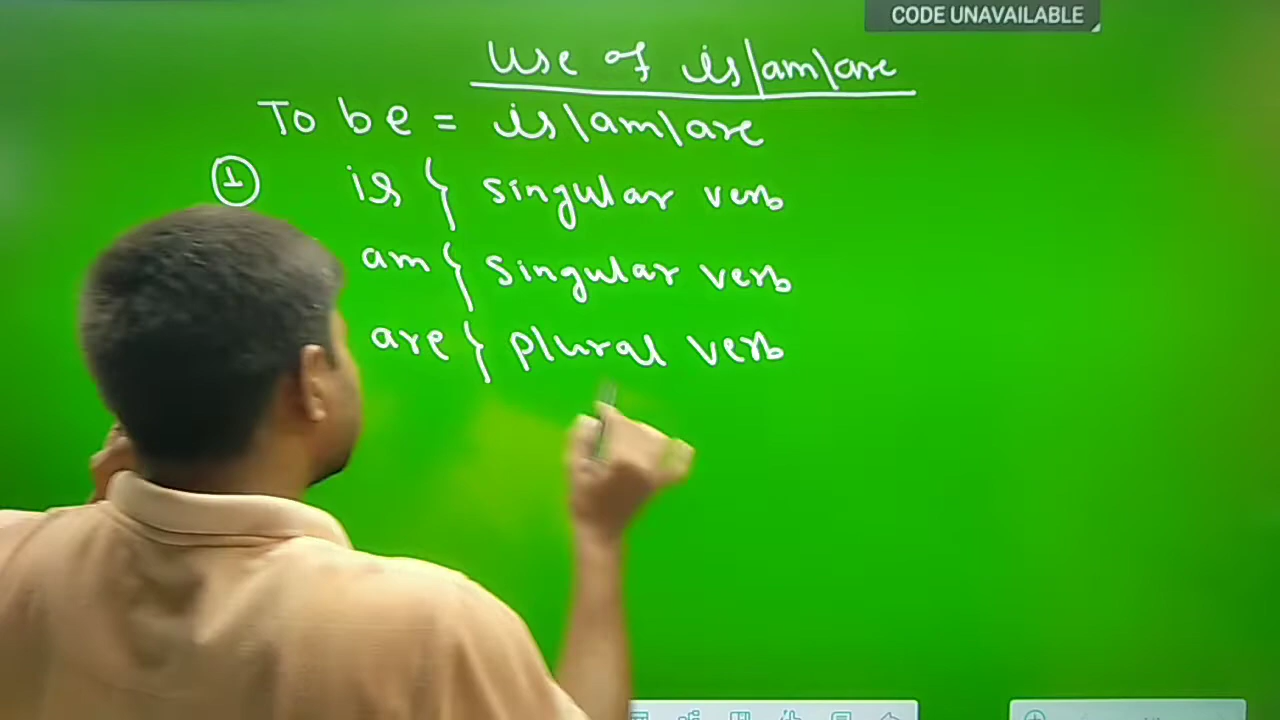 CODE UNAVAILABLE
Use of is/am/are
To be = is/am/are
① is { singular verb
am { singular verb
are } plural verb